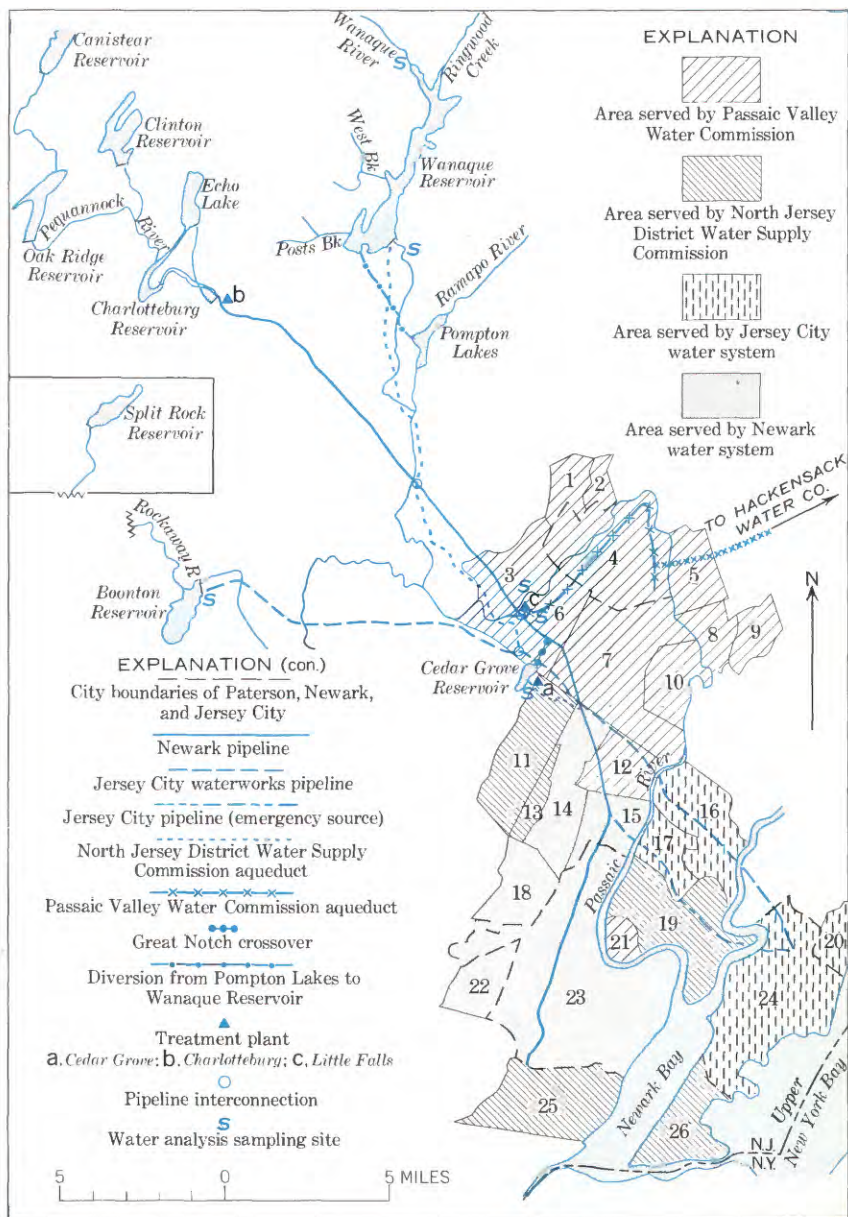 Canistear
Reservoir
Clinton
Reservoir
Echo
Lake
Pequannock
River
Oak Ridge
Reservoir
Charlotteburg
Reservoir
b
Wanaque
River
S
Ringwood
Creek
West Bk
Wanaque
Reservoir
Posts Bk
S
Ramapo River
Pompton
Lakes
EXPLANATION
Area served by Passaic Valley
Water Commission
Area served by North Jersey
District Water Supply
Commission
Area served by Jersey City
water system
Area served by Newark
water system
Split Rock
Reservoir
Rockaway R
Boonton
Reservoir
S
TO HACKENSACK
WATER CO.
N
1
2
3
4
5
S
c
S
6
7
8
9
10
Cedar Grove
Reservoir
S
a
11
12
13
14
15
16
17
18
19
20
21
22
23
24
25
26
Passaic
River
Newark Bay
Upper
New York Bay
N.J.
N.Y.
EXPLANATION (con.)
City boundaries of Paterson, Newark,
and Jersey City
Newark pipeline
Jersey City waterworks pipeline
Jersey City pipeline (emergency source)
North Jersey District Water Supply
Commission aqueduct
Passaic Valley Water Commission aqueduct
Great Notch crossover
Diversion from Pompton Lakes to
Wanaque Reservoir
Treatment plant
a. Cedar Grove; b. Charlotteburg; c, Little Falls
Pipeline interconnection
S
Water analysis sampling site
5 0 5 MILES